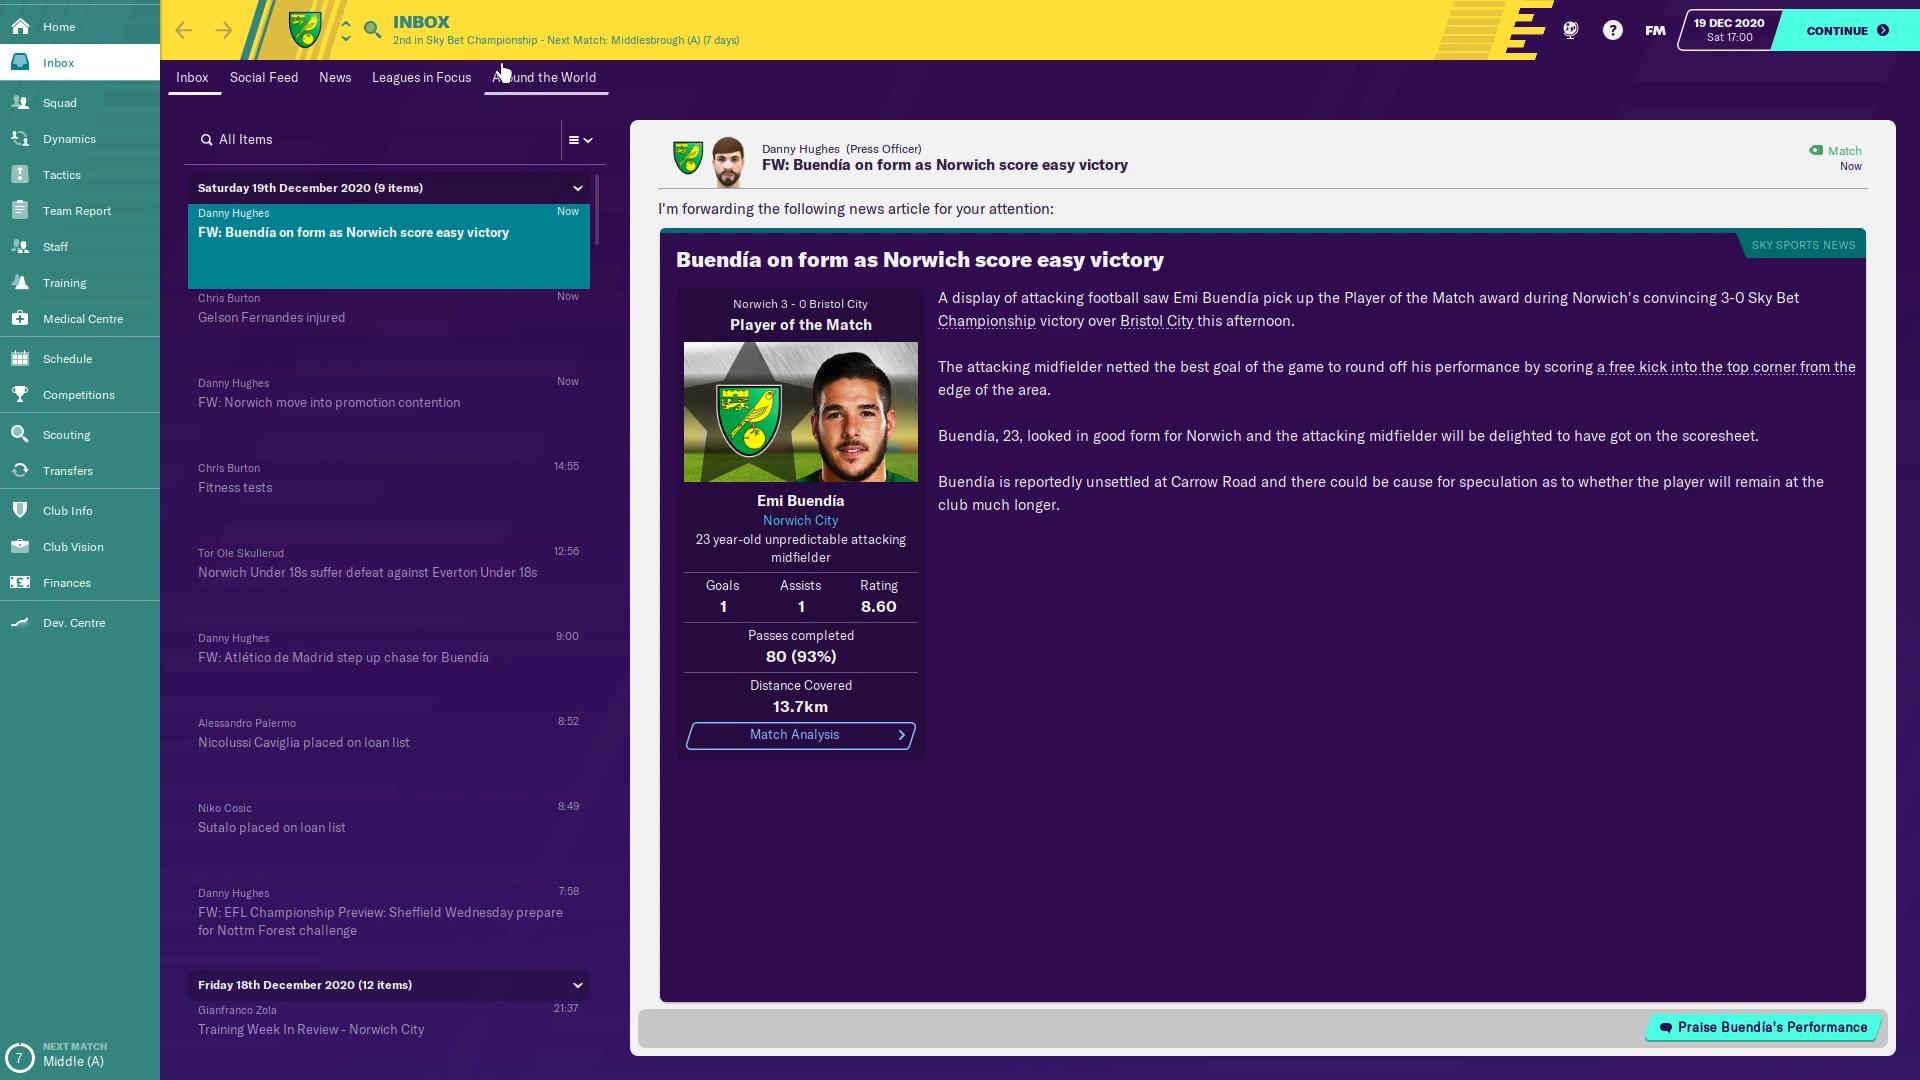 Home
Inbox
Squad
Dynamics
Tactics
Team Report
Staff
Training
Medical Centre
Schedule
Competitions
Scouting
Transfers
Club Info
Club Vision
Finances
Dev. Centre
7
NEXT MATCH
Middle (A)
INBOX
2nd in Sky Bet Championship - Next Match: Middlesbrough (A) (7 days)
?
FM
19 DEC 2020
Sat 17:00
CONTINUE
Inbox
Social Feed
News
Leagues in Focus
Around the World
All Items
Saturday 19th December 2020 (9 items)
Danny Hughes
Now
FW: Buendía on form as Norwich score easy victory
Chris Burton
Now
Gelson Fernandes injured
Danny Hughes
Now
FW: Norwich move into promotion contention
Chris Burton
14:55
Fitness tests
Tor Ole Skullerud
12:56
Norwich Under 18s suffer defeat against Everton Under 18s
Danny Hughes
9:00
FW: Atlético de Madrid step up chase for Buendía
Alessandro Palermo
8:52
Nicolussi Caviglia placed on loan list
Niko Cosic
8:49
Sutalo placed on loan list
Danny Hughes
7:58
FW: EFL Championship Preview: Sheffield Wednesday prepare
for Nottm Forest challenge
Friday 18th December 2020 (12 items)
Gianfranco Zola
21:37
Training Week In Review - Norwich City
Danny Hughes (Press Officer)
FW: Buendía on form as Norwich score easy victory
Match
Now
I'm forwarding the following news article for your attention:
SKY SPORTS NEWS
Buendía on form as Norwich score easy victory
Norwich 3 - 0 Bristol City
Player of the Match
Emi Buendía
Norwich City
23 year-old unpredictable attacking
midfielder
Goals Assists Rating
1 1 8.60
Passes completed
80 (93%)
Distance Covered
13.7km
Match Analysis
A display of attacking football saw Emi Buendía pick up the Player of the Match award during Norwich's convincing 3-0 Sky Bet
Championship victory over Bristol City this afternoon.
The attacking midfielder netted the best goal of the game to round off his performance by scoring a free kick into the top corner from the
edge of the area.
Buendía, 23, looked in good form for Norwich and the attacking midfielder will be delighted to have got on the scoresheet.
Buendía is reportedly unsettled at Carrow Road and there could be cause for speculation as to whether the player will remain at the
club much longer.
Praise Buendía's Performance